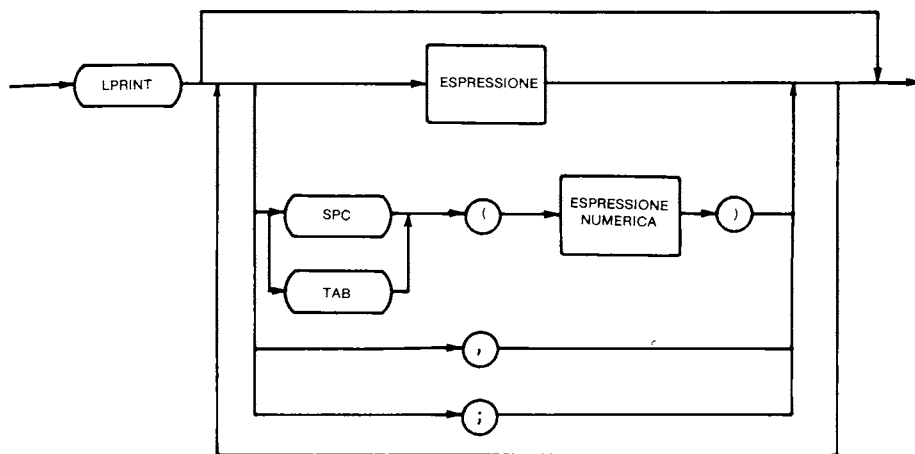 LPRINT
ESPRESSIONE
SPC
(
ESPRESSIONE
NUMERICA
)
TAB
,
;